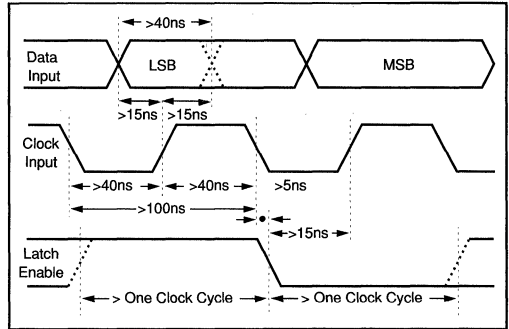 >40ns
Data
Input
LSB
MSB
>15ns >15ns
Clock
Input
>40ns >40ns >5ns
>100ns
>15ns
Latch
Enable
> One Clock Cycle > One Clock Cycle